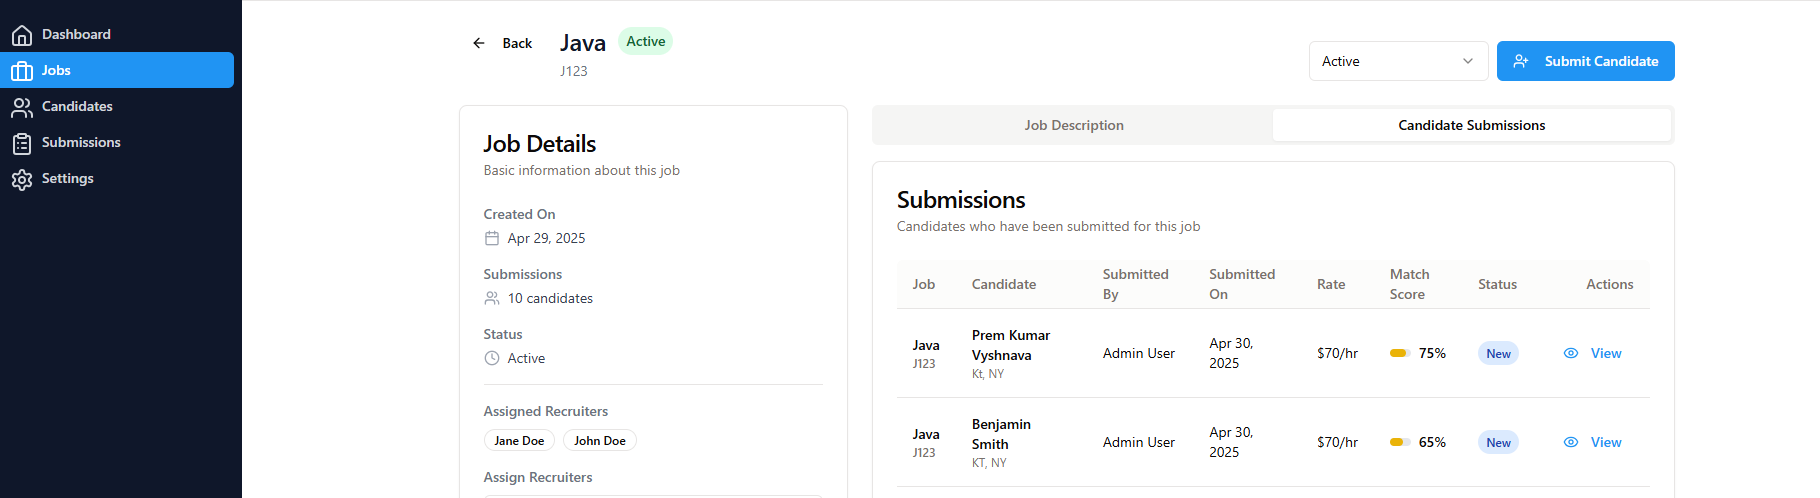 Dashboard
Jobs
Candidates
Submissions
Settings
Back
Java
Active
J123
Active
Submit Candidate
Job Details
Basic information about this job
Created On
Apr 29, 2025
Submissions
10 candidates
Status
Active
Assigned Recruiters
Jane Doe
John Doe
Assign Recruiters
Job Description
Candidate Submissions
Submissions
Candidates who have been submitted for this job
Job
Candidate
Submitted
By
Submitted
On
Rate
Match
Score
Status
Actions
Java
J123
Prem Kumar
Vyshnava
Kt, NY
Admin User
Apr 30,
2025
$70/hr
75%
New
View
Java
J123
Benjamin
Smith
KT, NY
Admin User
Apr 30,
2025
$70/hr
65%
New
View